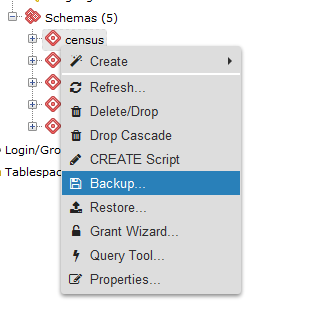 Schemas (5)
census
Create
Refresh...
Delete/Drop
Drop Cascade
CREATE Script
Login/Gro
Backup...
Tablespac
Restore...
Grant Wizard...
Query Tool...
Properties...